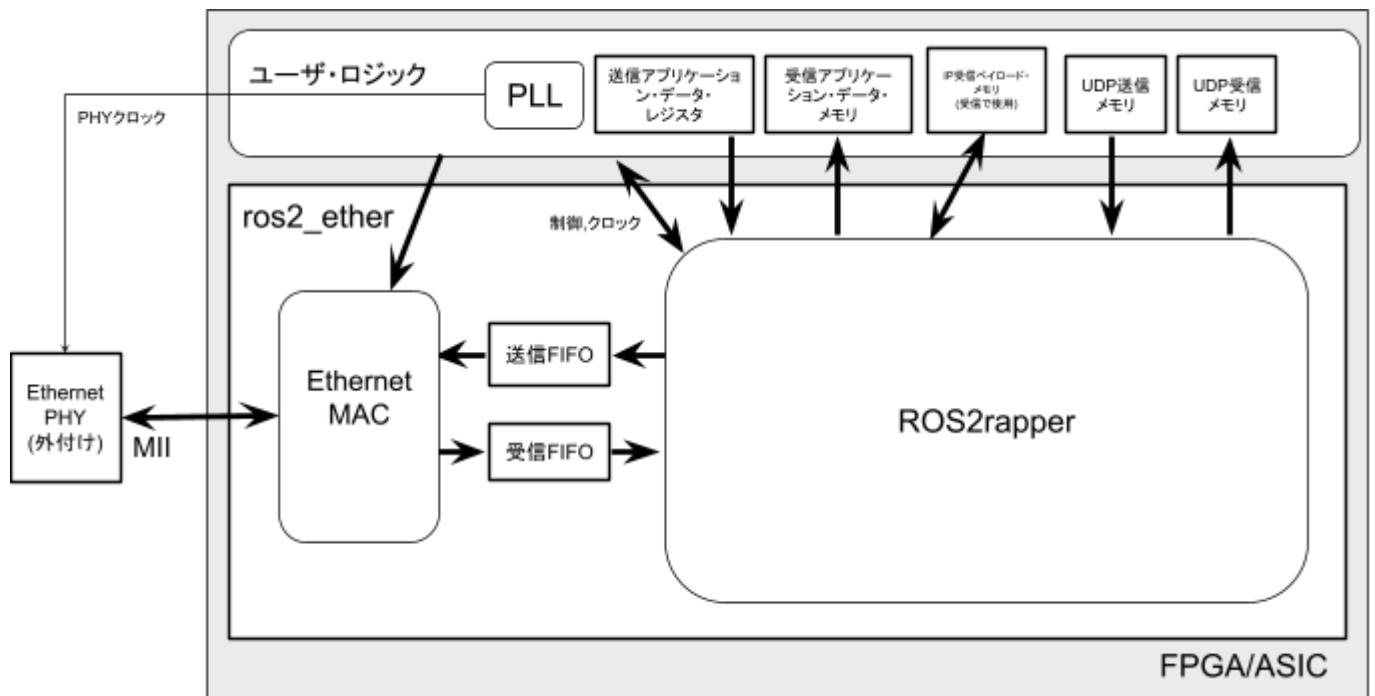 ユーザ・ロジック
PLL
送信アプリケーショ
ン・データ・
レジスタ
受信アプリケー
ション・データ・
メモリ
IP受信ペイロード・
メモリ
(受信で使用)
UDP送信
メモリ
UDP受信
メモリ
PHYクロック
ros2_ether
制御,クロック
Ethernet
MAC
送信FIFO
受信FIFO
ROS2rapper
Ethernet
PHY
(外付け)
MII
FPGA/ASIC